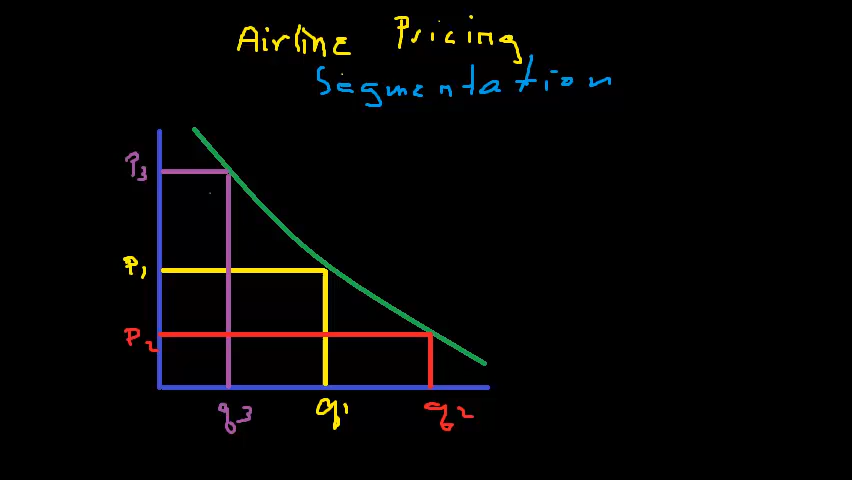 Airline Pricing
Segmentation
P3
P1
P2
q3
q1
q2